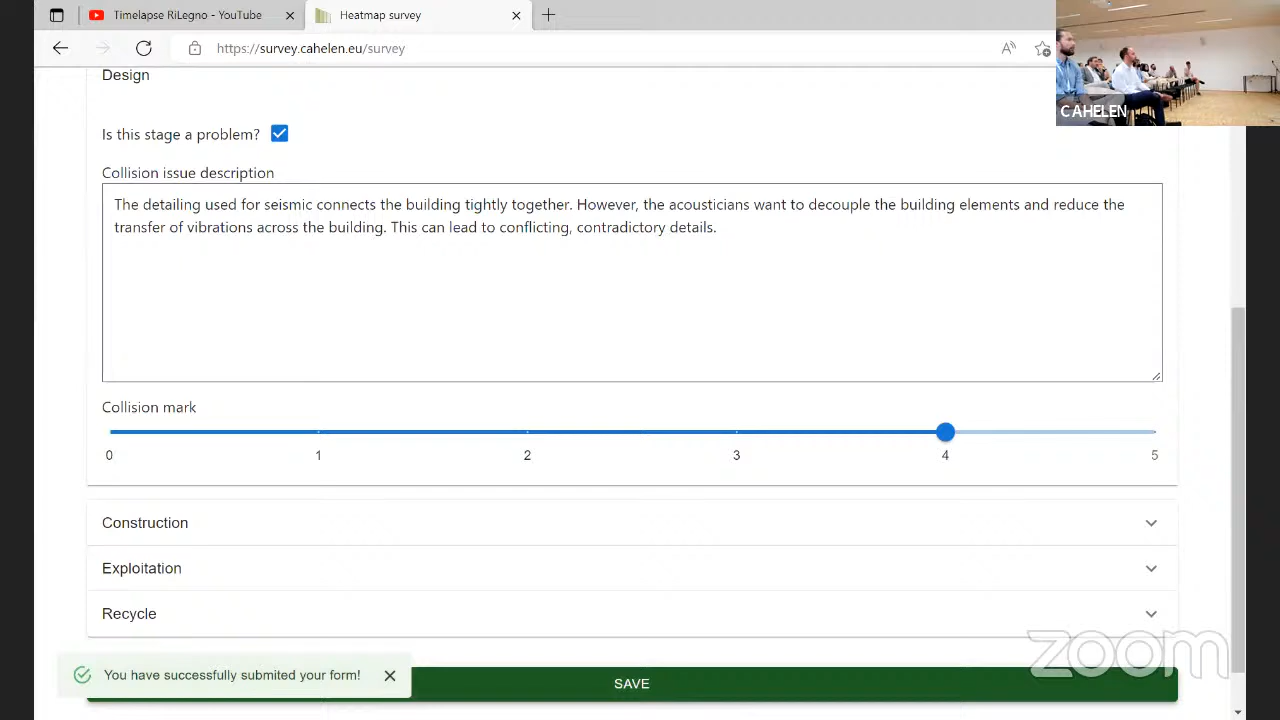 Timelapse RiLegno - YouTube
Heatmap survey
https://survey.cahelen.eu/survey
CAHELEN
Design
Is this stage a problem?
Collision issue description
The detailing used for seismic connects the building tightly together. However, the acousticians want to decouple the building elements and reduce the
transfer of vibrations across the building. This can lead to conflicting, contradictory details.
Collision mark
0 1 2 3 4 5
Construction
Exploitation
Recycle
You have successfully submited your form!
SAVE
zoom